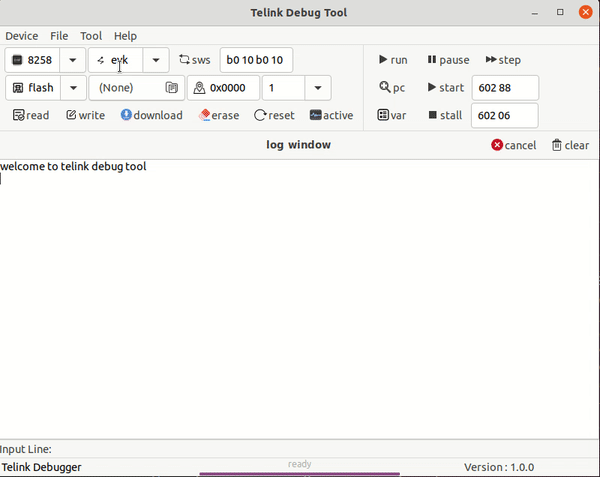 Telink Debug Tool
Device File Tool Help
8258 evk sws b0 10 b0 10 run pause step
flash (None) 0x0000 1 pc start 602 88
read write download erase reset active var stall 602 06
log window cancel clear
welcome to telink debug tool
Input Line:
Telink Debugger ready Version : 1.0.0